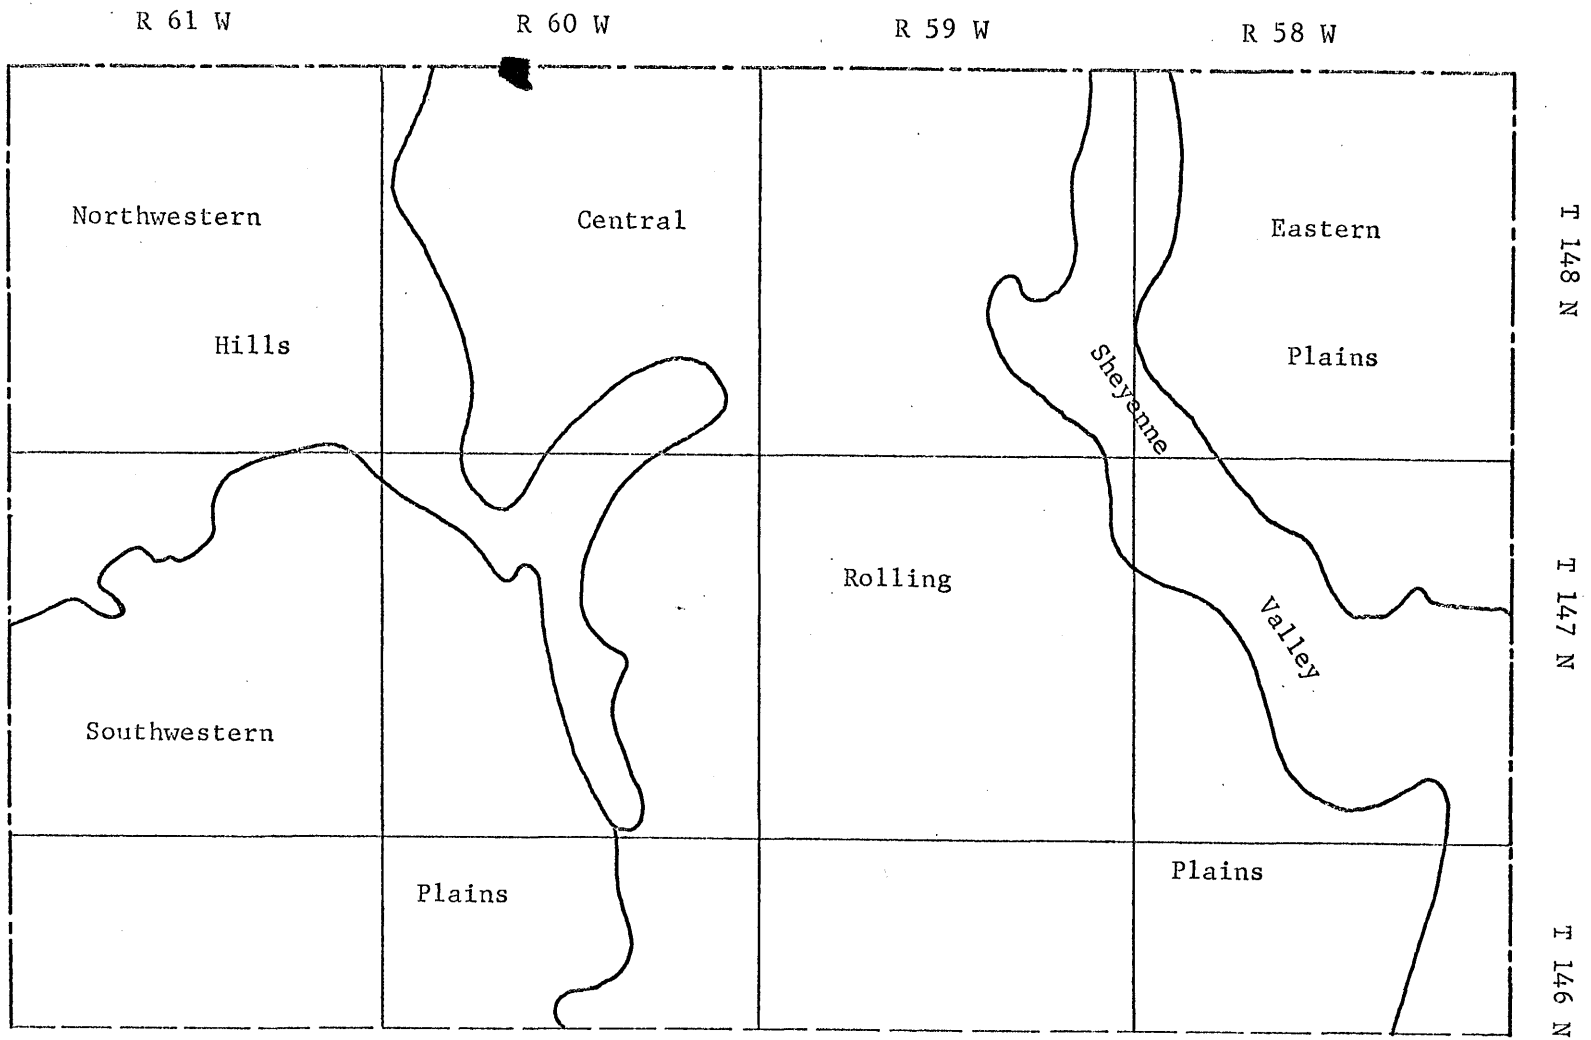 R 61 W
R 60 W
R 59 W
R 58 W
Northwestern
Hills
Central
Rolling
Plains
Eastern
Plains
Sheyenne
Valley
Southwestern
Plains
T 148 N
T 147 N
T 146 N